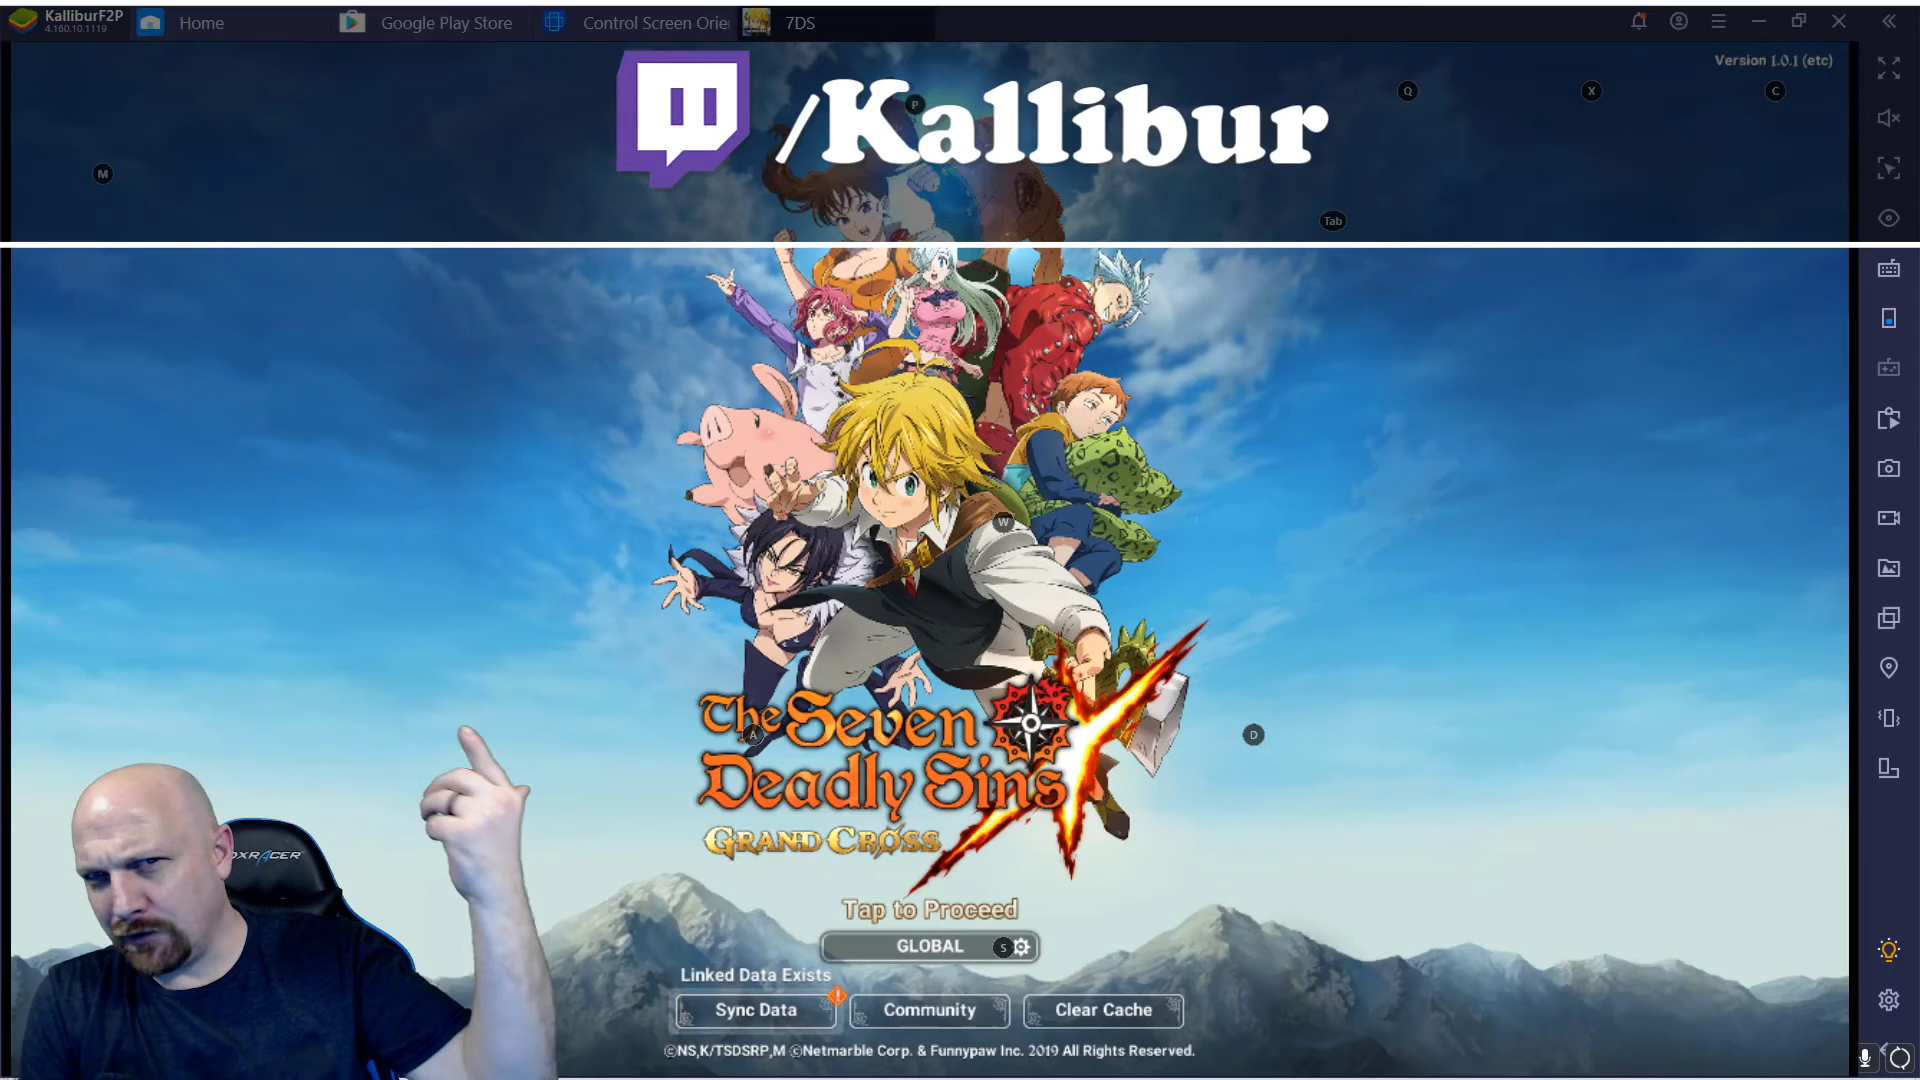 KalliburF2P
4.160.10.1119
Home
Google Play Store
Control Screen Orie
7DS
Version 1.0.1 (etc)
/Kallibur
P
Q
X
C
M
Tab
W
The Seven
Deadly Sins
A
D
Grand Cross
DXRACER
Tap to Proceed
GLOBAL
S
Linked Data Exists
Sync Data
Community
Clear Cache
©NS,K/TSDSRP,M ©Netmarble Corp. & Funnypaw Inc. 2019 All Rights Reserved.